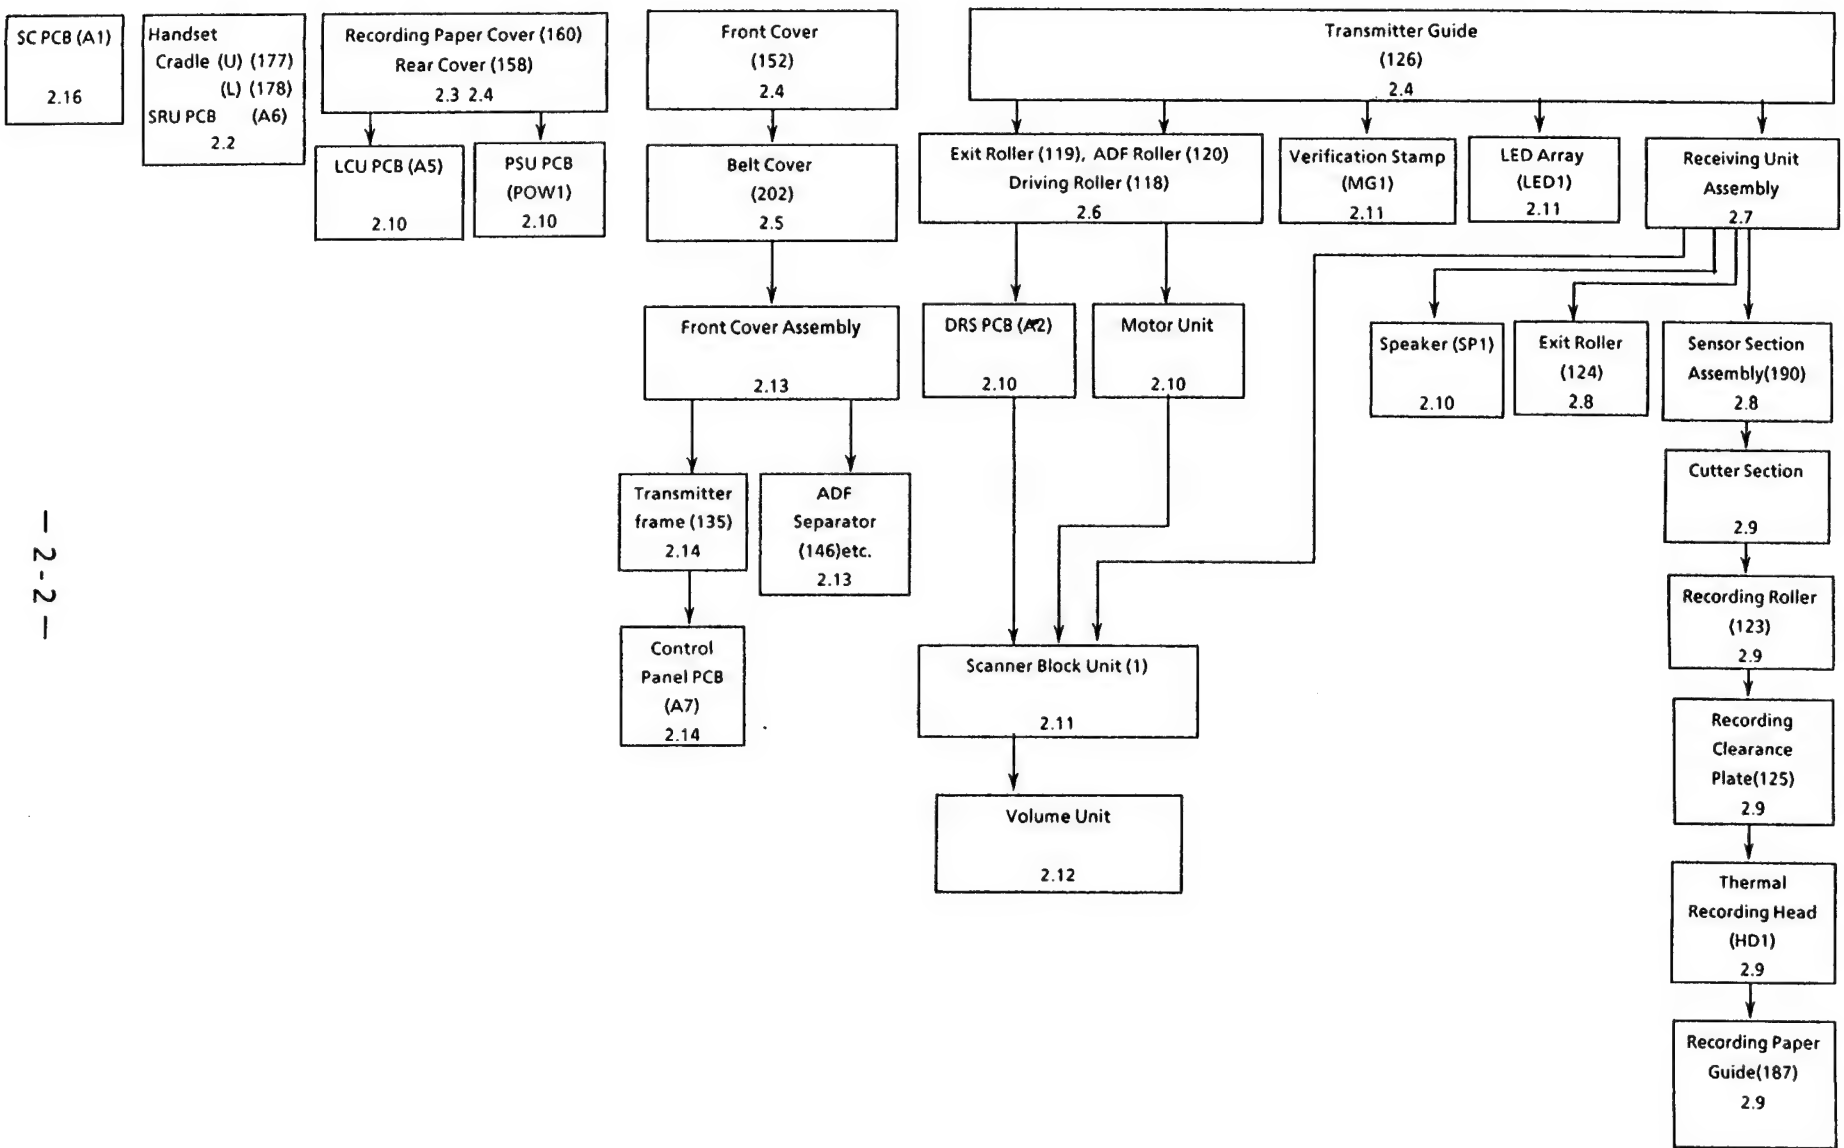 SC PCB (A1)
2.16
Handset
Cradle (U) (177)
(L) (178)
SRU PCB (A6)
2.2
Recording Paper Cover (160)
Rear Cover (158)
2.3 2.4
LCU PCB (A5)
2.10
PSU PCB
(POW1)
2.10
Front Cover
(152)
2.4
Belt Cover
(202)
2.5
Front Cover Assembly
2.13
Transmitter
frame (135)
2.14
ADF
Separator
(146)etc.
2.13
Control
Panel PCB
(A7)
2.14
Transmitter Guide
(126)
2.4
Exit Roller (119), ADF Roller (120)
Driving Roller (118)
2.6
Verification Stamp
(MG1)
2.11
LED Array
(LED1)
2.11
Receiving Unit
Assembly
2.7
DRS PCB (A2)
2.10
Motor Unit
2.10
Speaker (SP1)
2.10
Exit Roller
(124)
2.8
Sensor Section
Assembly(190)
2.8
Cutter Section
2.9
Recording Roller
(123)
2.9
Scanner Block Unit (1)
2.11
Volume Unit
2.12
Recording
Clearance
Plate(125)
2.9
Thermal
Recording Head
(HD1)
2.9
Recording Paper
Guide(187)
2.9
— 2-2 —